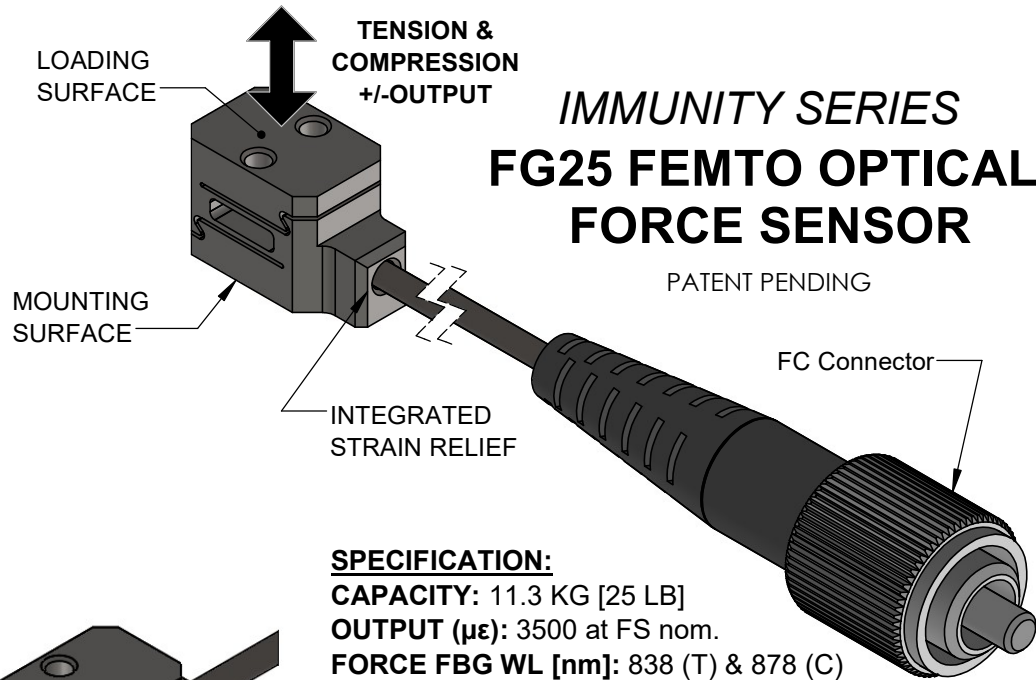 LOADING
SURFACE
TENSION &
COMPRESSION
+/-OUTPUT
IMMUNITY SERIES
FG25 FEMTO OPTICAL
FORCE SENSOR
PATENT PENDING
MOUNTING
SURFACE
FC Connector
INTEGRATED
STRAIN RELIEF
SPECIFICATION:
CAPACITY: 11.3 KG [25 LB]
OUTPUT (µε): 3500 at FS nom.
FORCE FBG WL [nm]: 838 (T) & 878 (C)